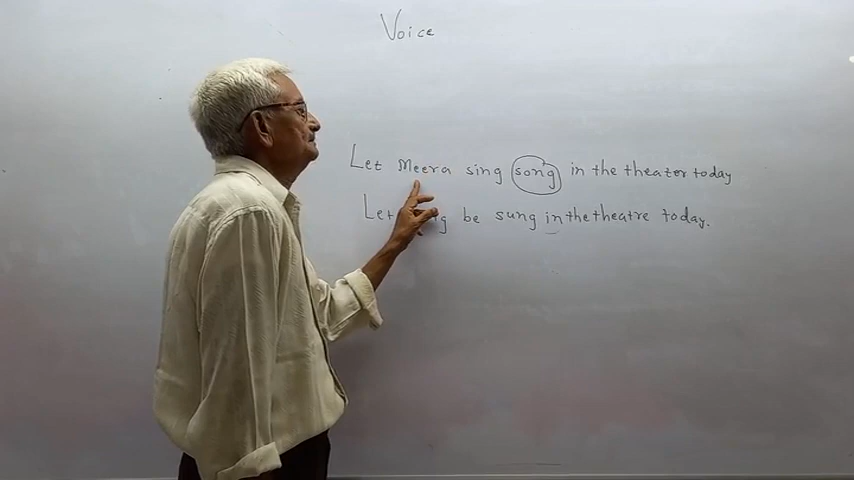 Voice
Let Meera sing song in the theater today
Let be sung in the theatre today.